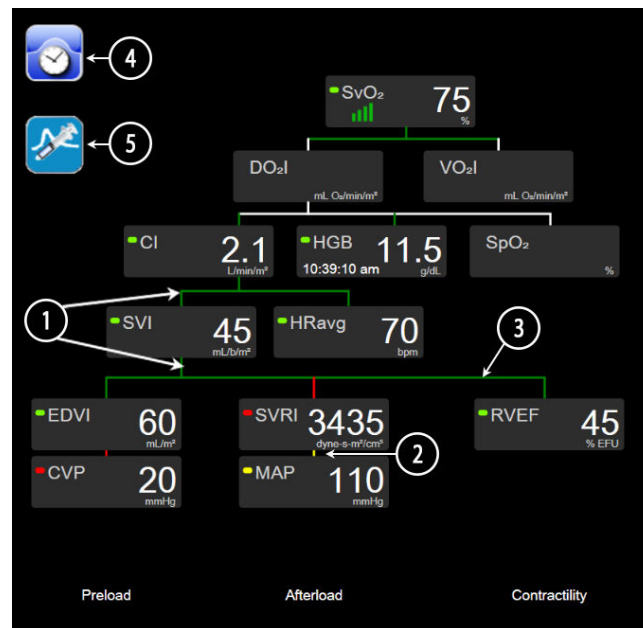 4
SvO₂ 75
%
5
DO₂I VO₂I
mL O₂/min/m² mL O₂/min/m²
CI 2.1 HGB 11.5 SpO₂
L/min/m² 10:39:10 am g/dL %
1
SVI 45 HRavg 70 3
mL/b/m² bpm
EDVI 60 SVRI 3435 RVEF 45
mL/m² dyne-s-m²/cm⁵ % EFU
2
CVP 20 MAP 110
mmHg mmHg
Preload Afterload Contractility